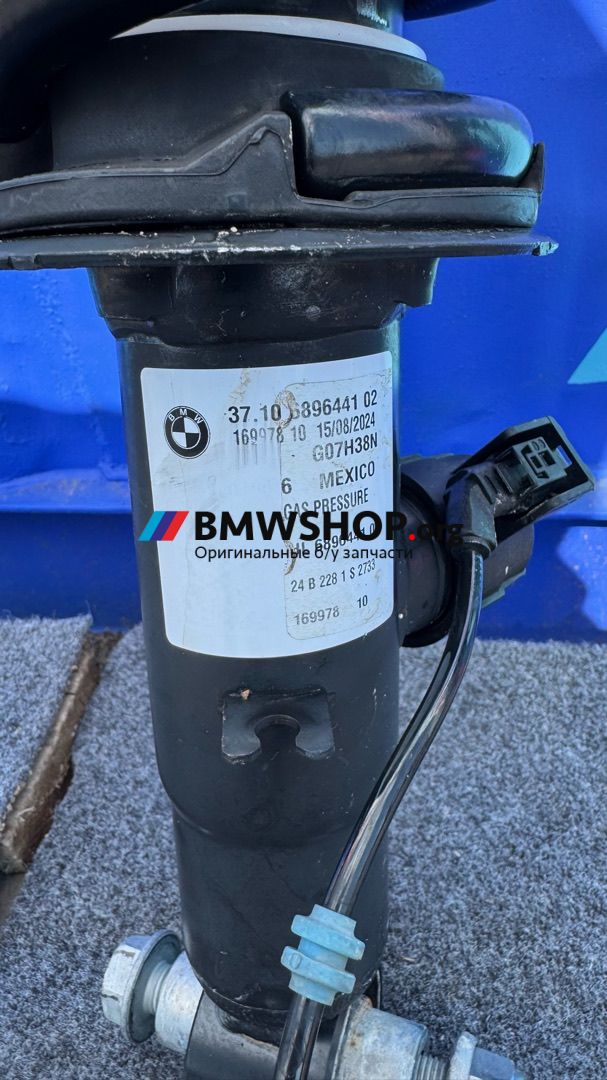 BMW
37.10 6896441 02
169978 10 15/08/2024
G07H38N
6 MEXICO
GAS PRESSURE
BMWSHOP.org
6896441
Оригинальные б/у запчасти
24 B 228 1 S 2733
169978 10